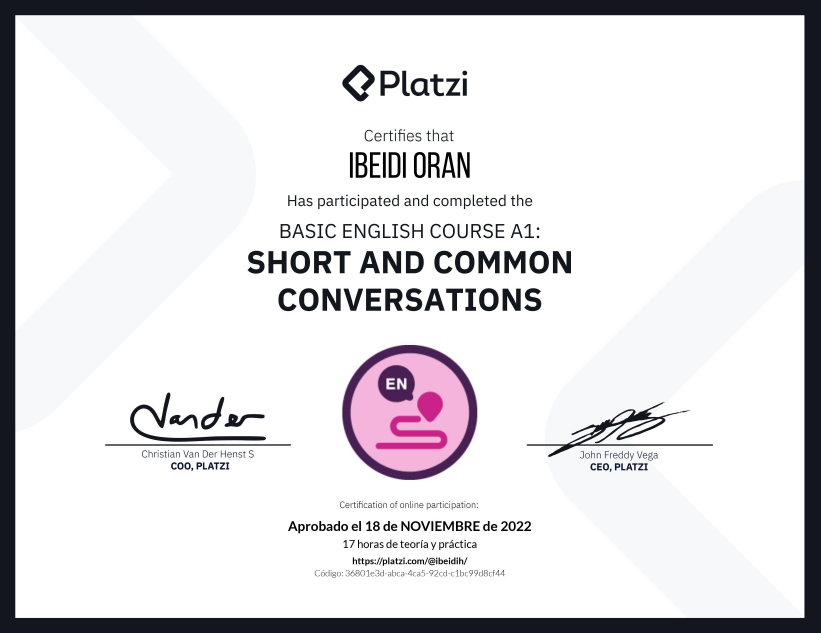 Platzi
Certifies that
IBEIDI ORAN
Has participated and completed the
BASIC ENGLISH COURSE A1:
SHORT AND COMMON
CONVERSATIONS
EN
Vander
Christian Van Der Henst S
COO, PLATZI
John Freddy Vega
CEO, PLATZI
Certification of online participation:
Aprobado el 18 de NOVIEMBRE de 2022
17 horas de teoría y práctica
https://platzi.com/@ibeidih/
Código: 36801e3d-abca-4ca5-92cd-c1bc99d8cf44